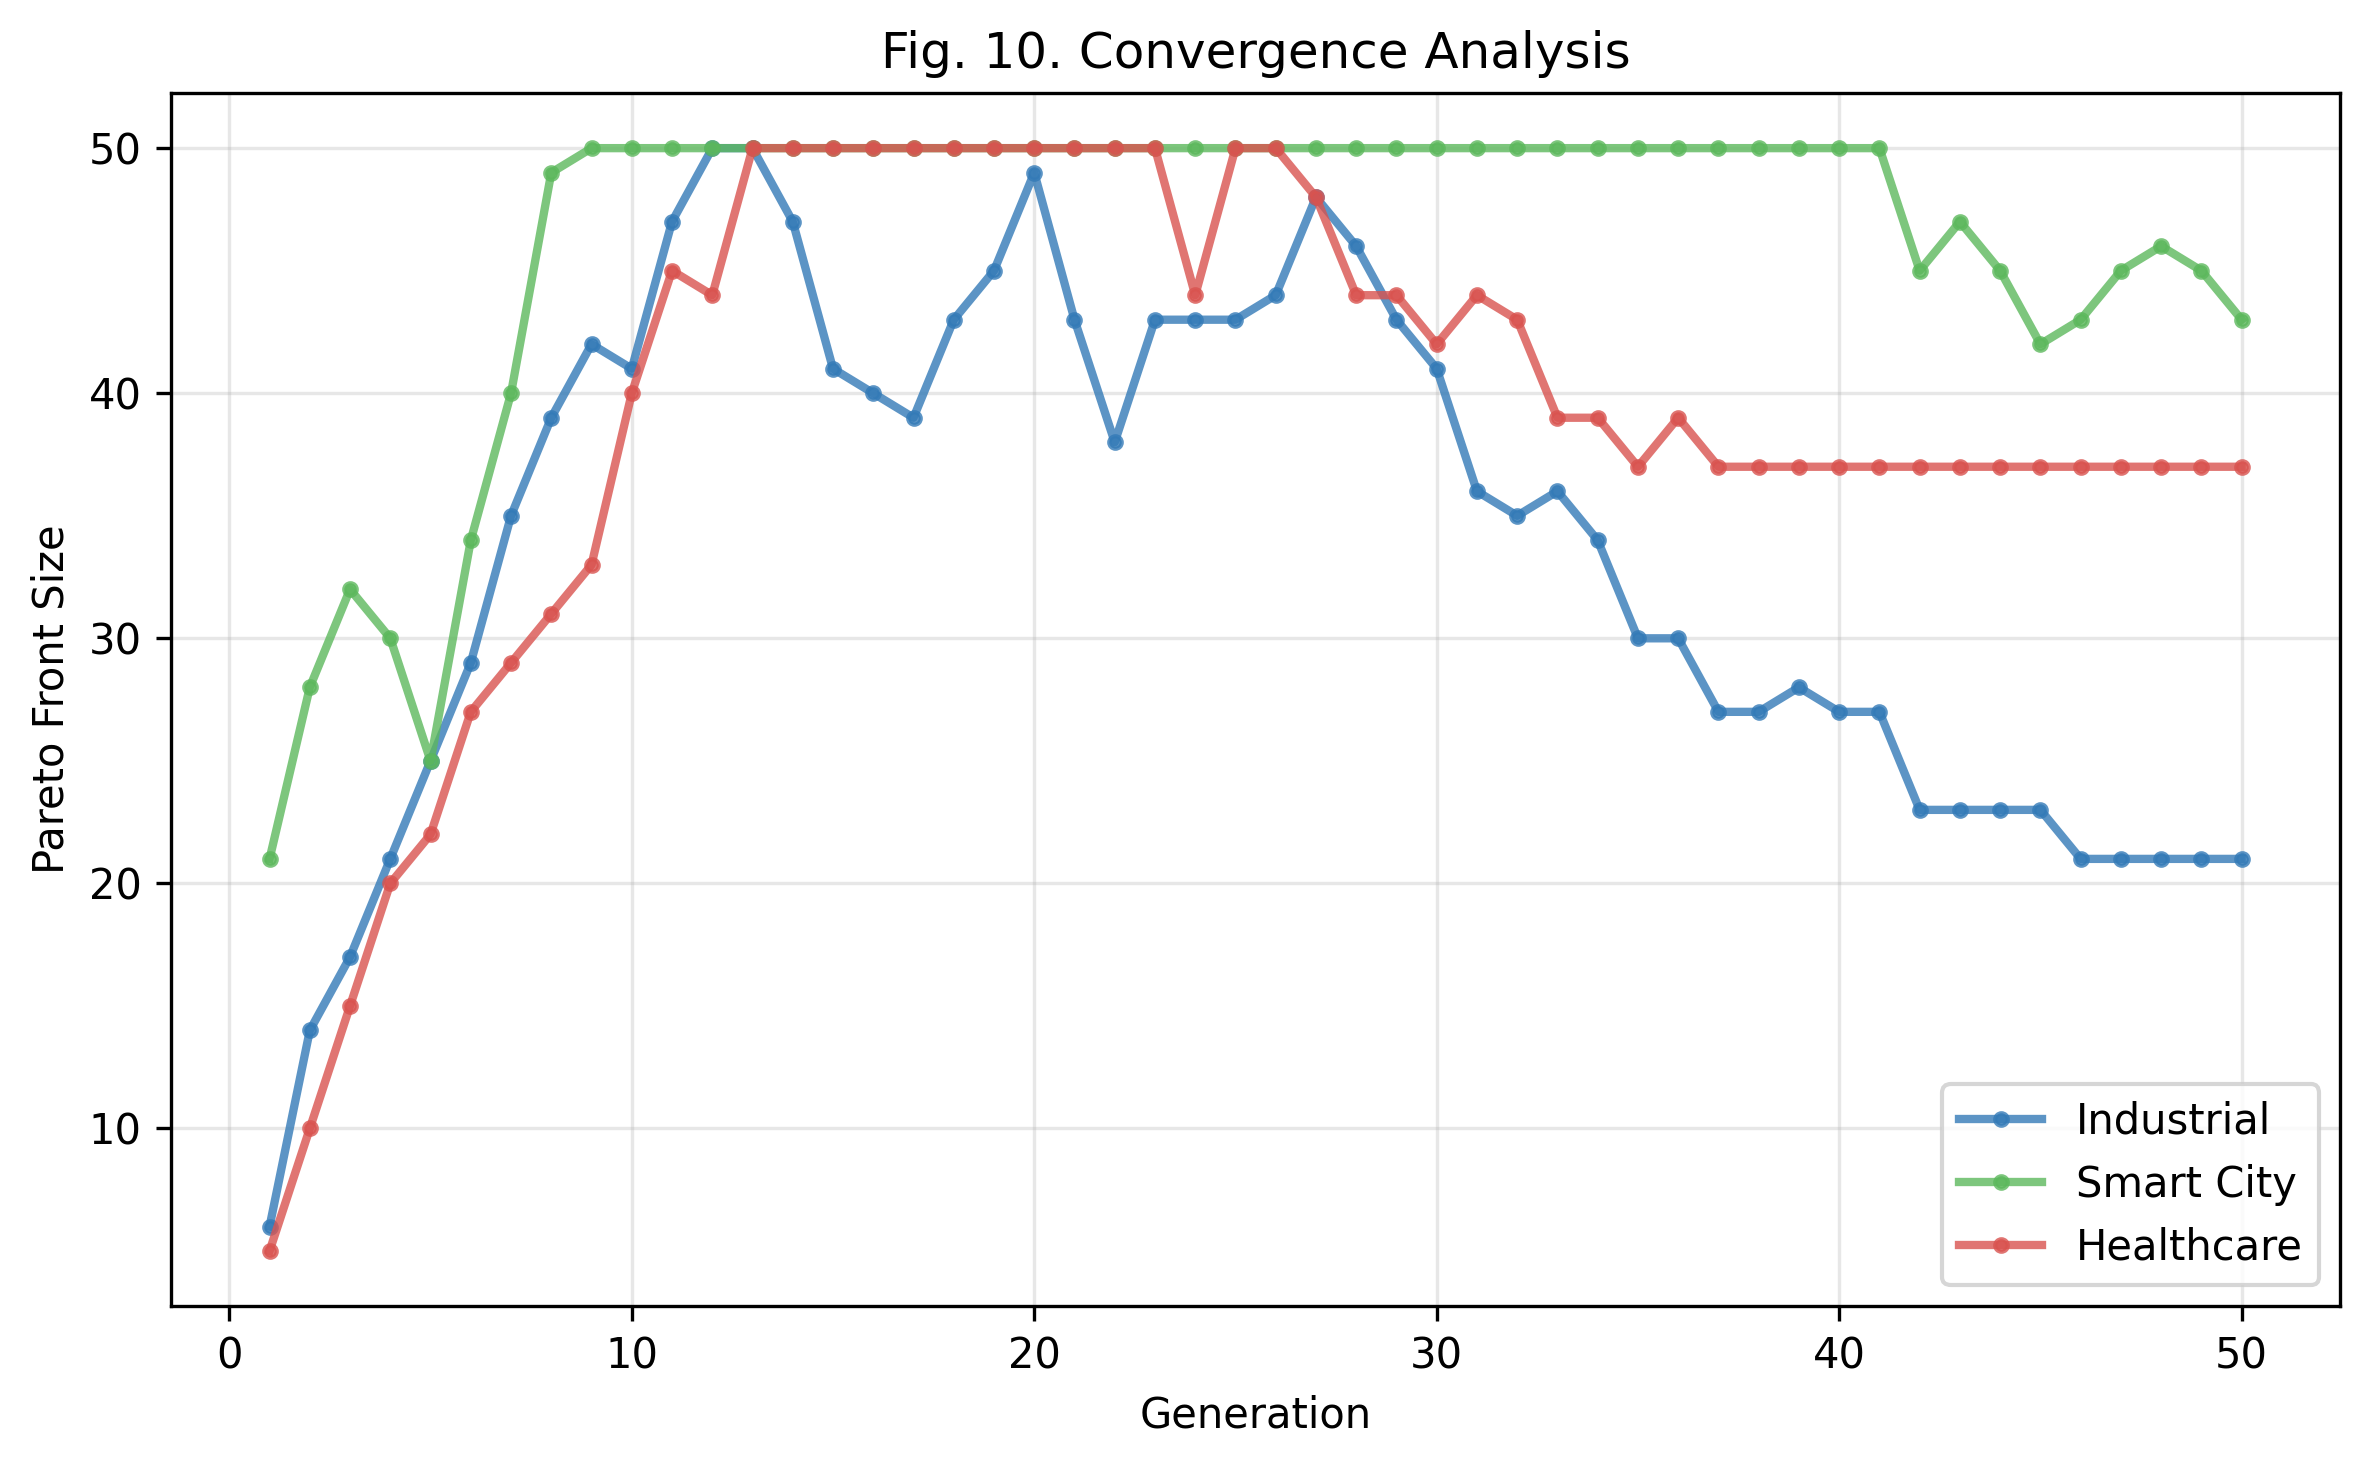 Fig. 10. Convergence Analysis
Pareto Front Size
50
40
30
20
10
0 10 20 30 40 50
Generation
Industrial
Smart City
Healthcare